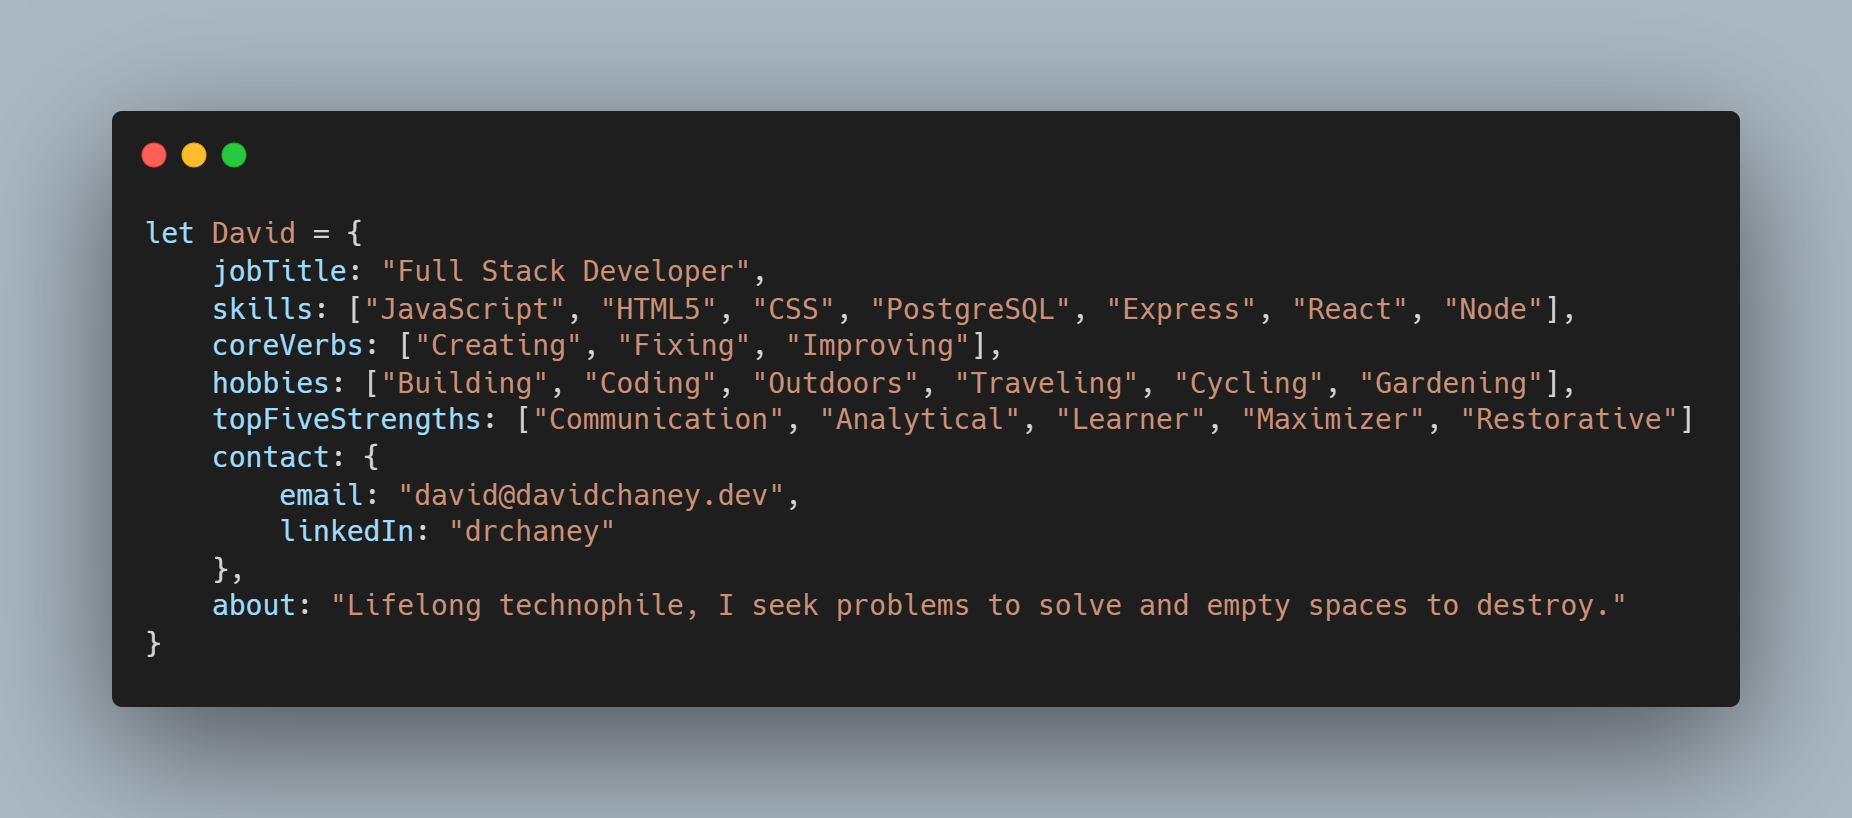 let David = {
    jobTitle: "Full Stack Developer",
    skills: ["JavaScript", "HTML5", "CSS", "PostgreSQL", "Express", "React", "Node"],
    coreVerbs: ["Creating", "Fixing", "Improving"],
    hobbies: ["Building", "Coding", "Outdoors", "Traveling", "Cycling", "Gardening"],
    topFiveStrengths: ["Communication", "Analytical", "Learner", "Maximizer", "Restorative"]
    contact: {
        email: "david@davidchaney.dev",
        linkedIn: "drchaney"
    },
    about: "Lifelong technophile, I seek problems to solve and empty spaces to destroy."
}